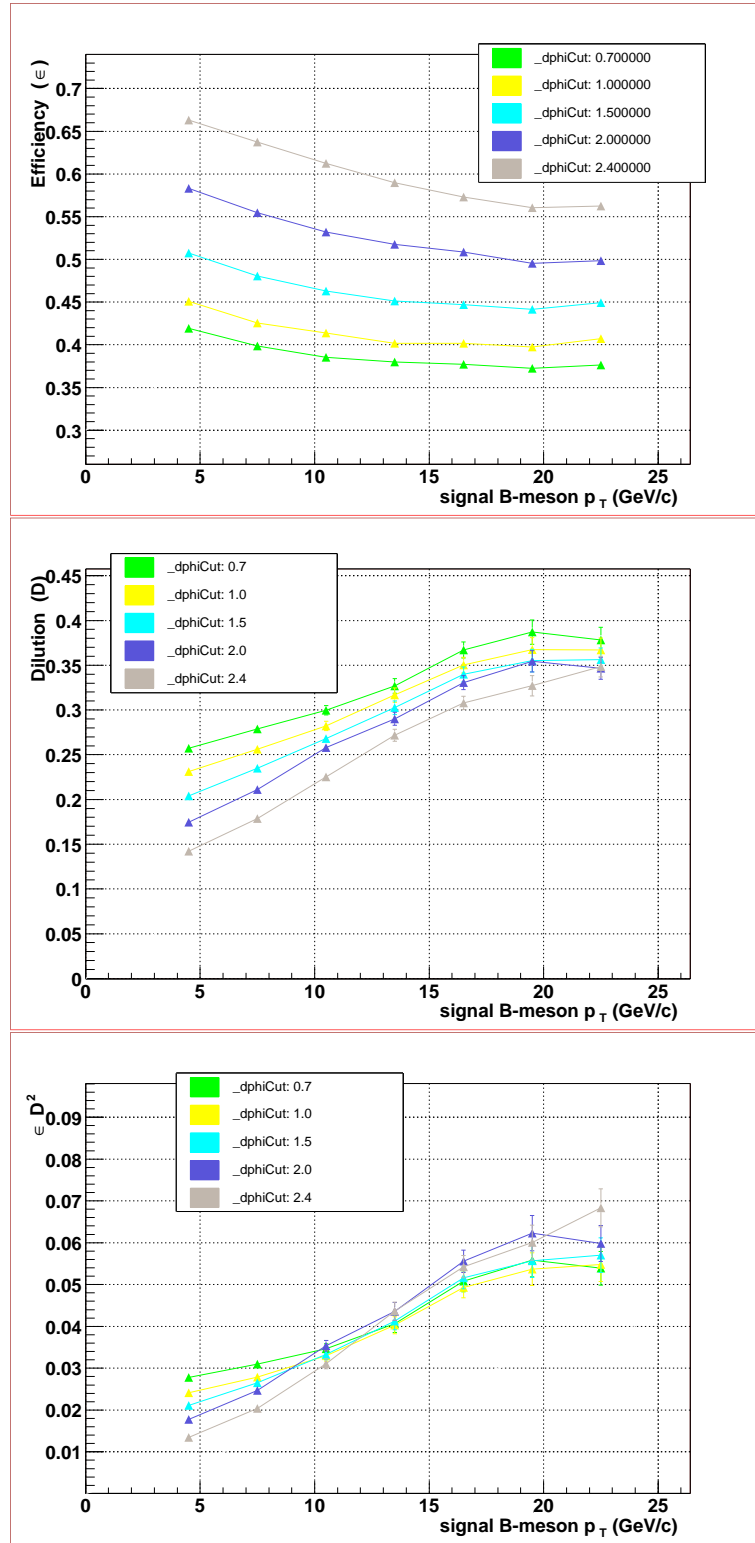 Efficiency (ϵ)
_dphiCut: 0.700000
_dphiCut: 1.000000
_dphiCut: 1.500000
_dphiCut: 2.000000
_dphiCut: 2.400000
0.7
0.65
0.6
0.55
0.5
0.45
0.4
0.35
0.3
0 5 10 15 20 25
signal B-meson p_T (GeV/c)
Dilution (D)
_dphiCut: 0.7
_dphiCut: 1.0
_dphiCut: 1.5
_dphiCut: 2.0
_dphiCut: 2.4
0.45
0.4
0.35
0.3
0.25
0.2
0.15
0.1
0.05
0
0 5 10 15 20 25
signal B-meson p_T (GeV/c)
ϵ D²
_dphiCut: 0.7
_dphiCut: 1.0
_dphiCut: 1.5
_dphiCut: 2.0
_dphiCut: 2.4
0.09
0.08
0.07
0.06
0.05
0.04
0.03
0.02
0.01
0 5 10 15 20 25
signal B-meson p_T (GeV/c)